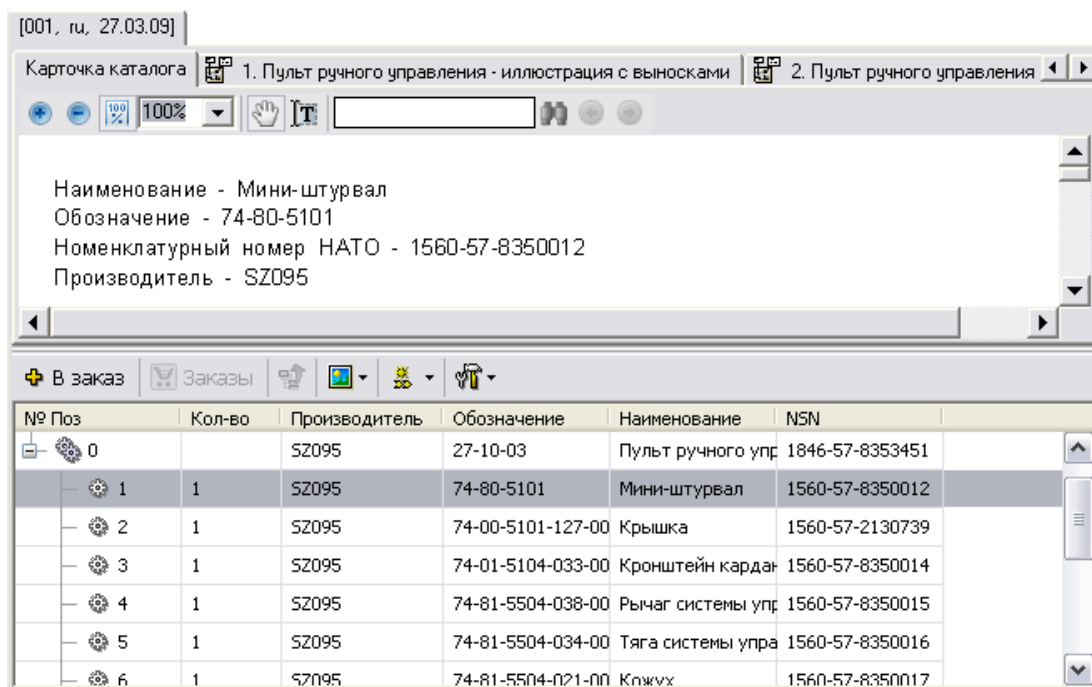 [001, ru, 27.03.09]
Карточка каталога 1. Пульт ручного управления - иллюстрация с выносками 2. Пульт ручного управления
100%
Наименование - Мини-штурвал
Обозначение - 74-80-5101
Номенклатурный номер НАТО - 1560-57-8350012
Производитель - SZ095
В заказ Заказы
№ Поз Кол-во Производитель Обозначение Наименование NSN
0 SZ095 27-10-03 Пульт ручного упр 1846-57-8353451
1 1 SZ095 74-80-5101 Мини-штурвал 1560-57-8350012
2 1 SZ095 74-00-5101-127-00 Крышка 1560-57-2130739
3 1 SZ095 74-01-5104-033-00 Кронштейн кардан 1560-57-8350014
4 1 SZ095 74-81-5504-038-00 Рычаг системы упр 1560-57-8350015
5 1 SZ095 74-81-5504-034-00 Тяга системы упра 1560-57-8350016
6 1 SZ095 74-81-5504-021-00 Кожух 1560-57-8350017